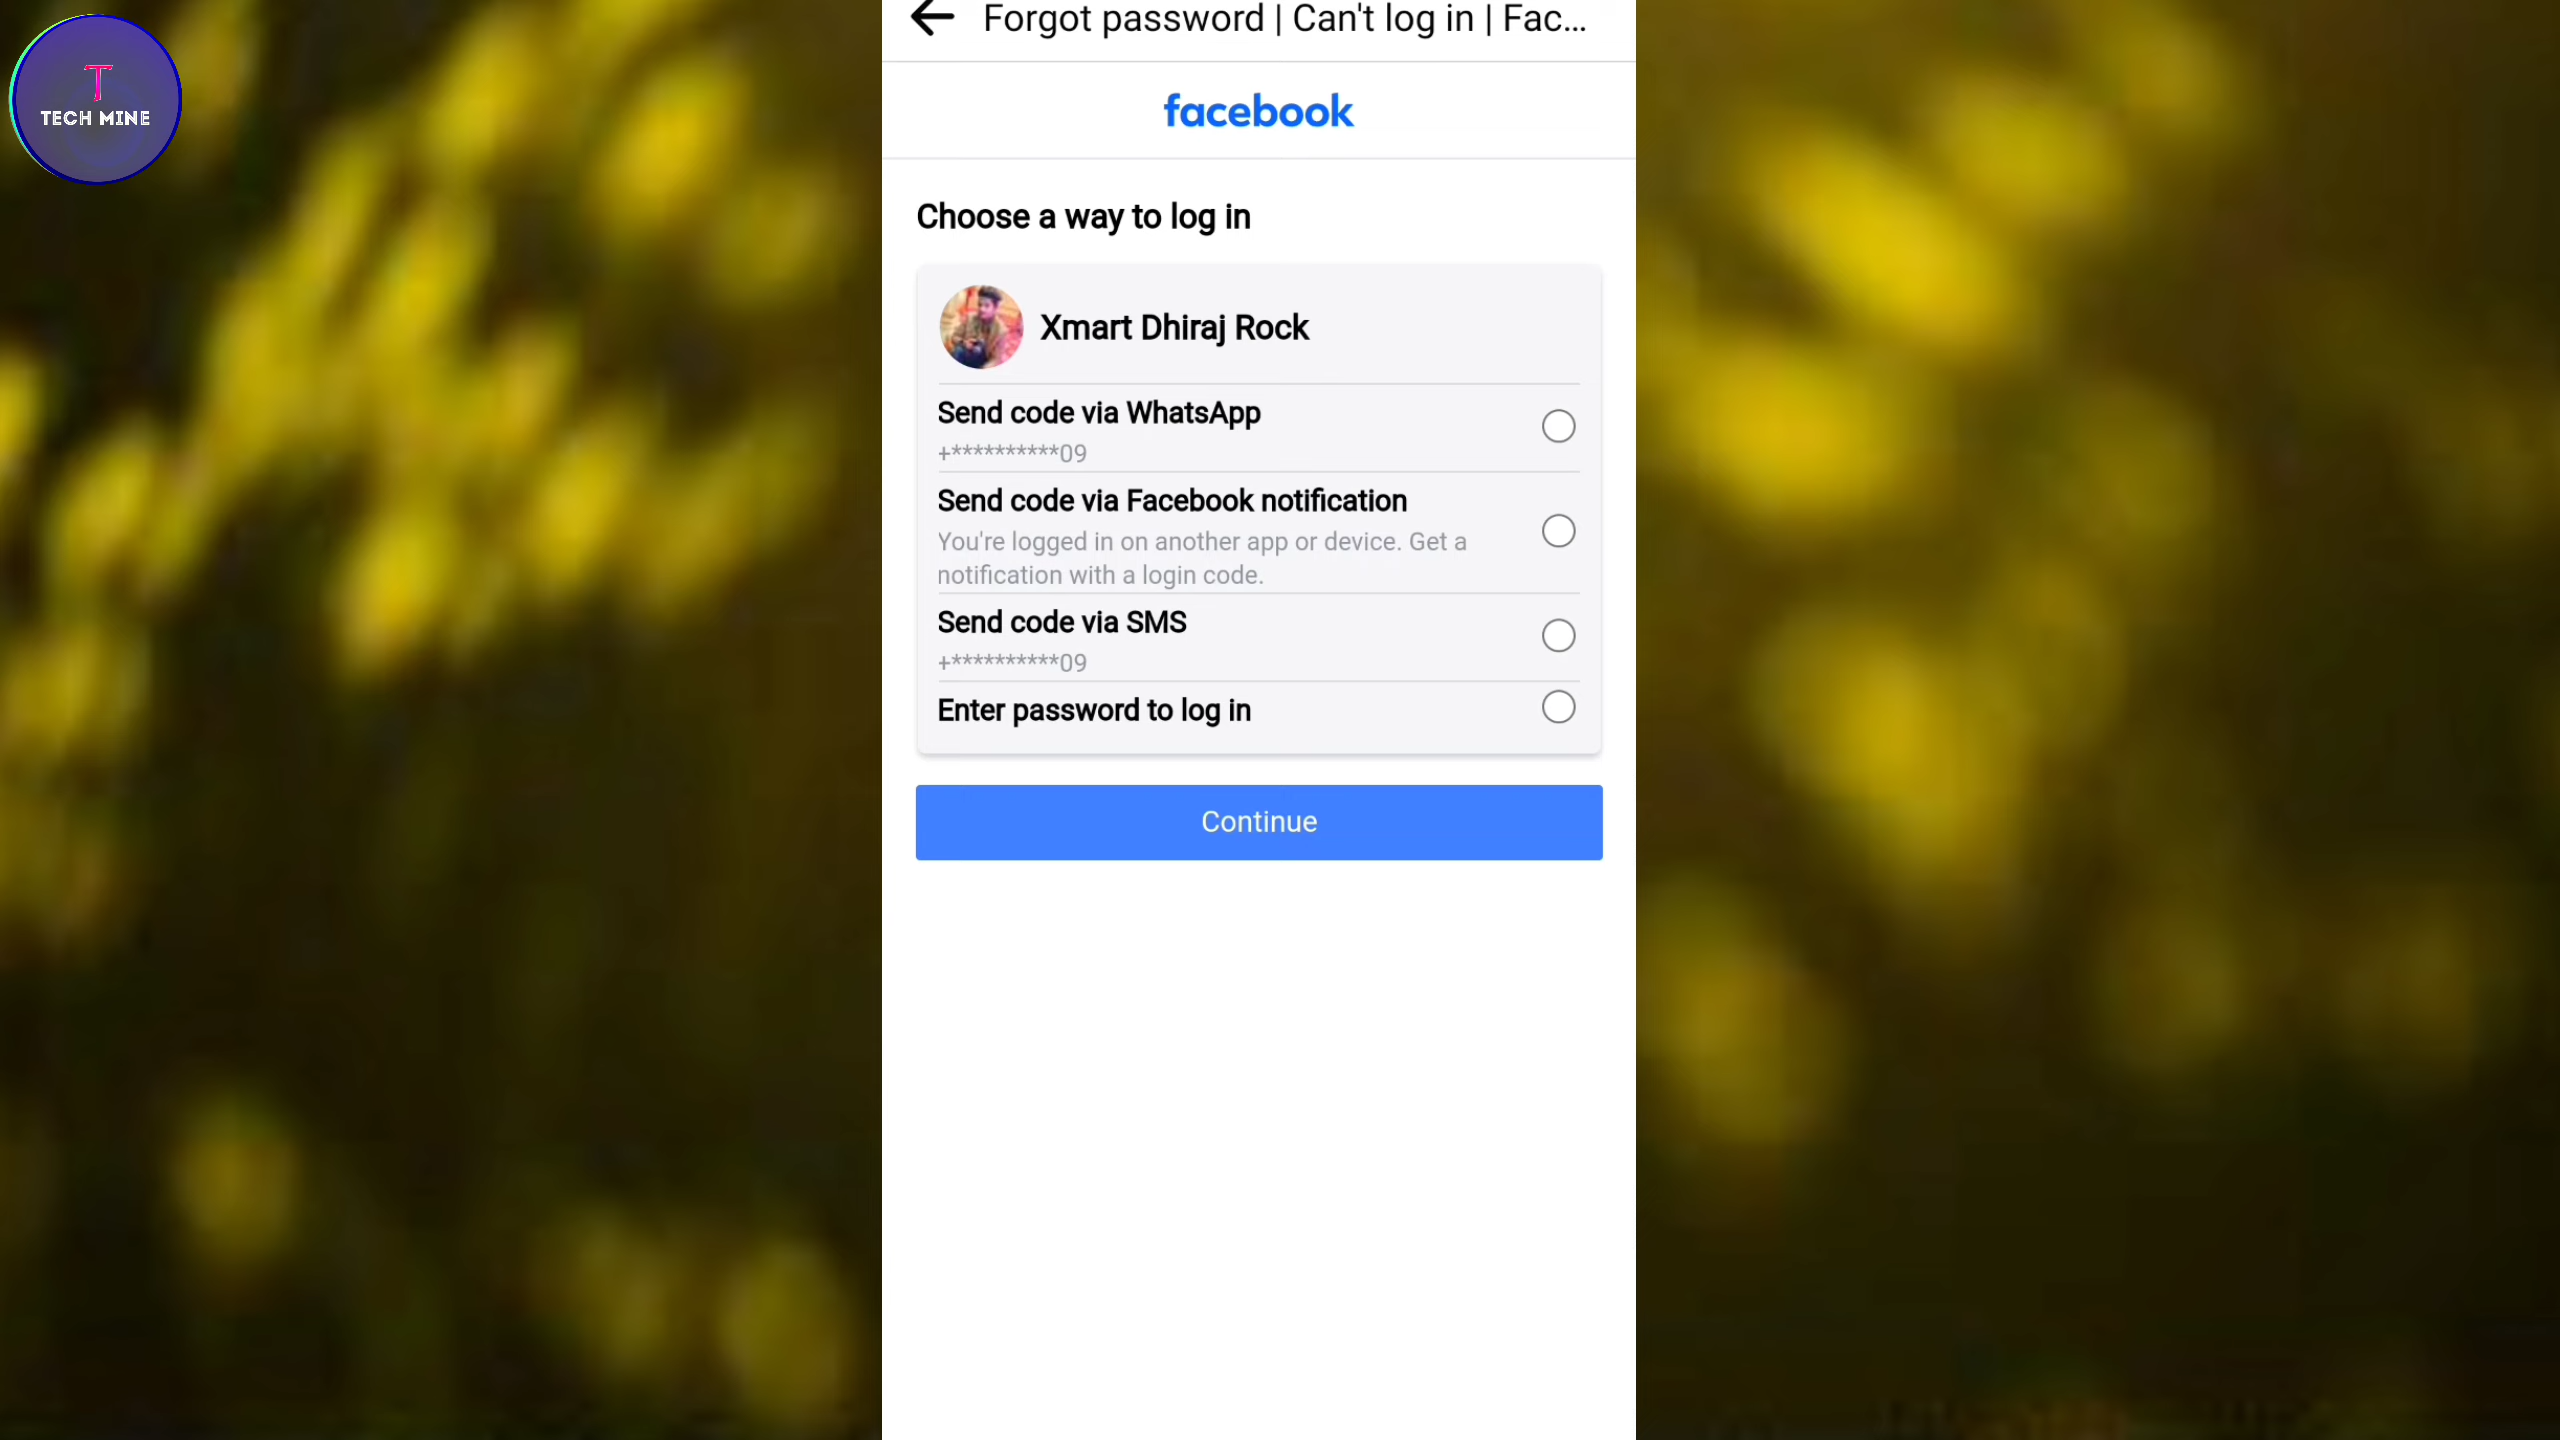 Forgot password | Can't log in | Fac...
T
TECH MINE
facebook
Choose a way to log in
Xmart Dhiraj Rock
Send code via WhatsApp
+**********09
Send code via Facebook notification
You're logged in on another app or device. Get a
notification with a login code.
Send code via SMS
+**********09
Enter password to log in
Continue